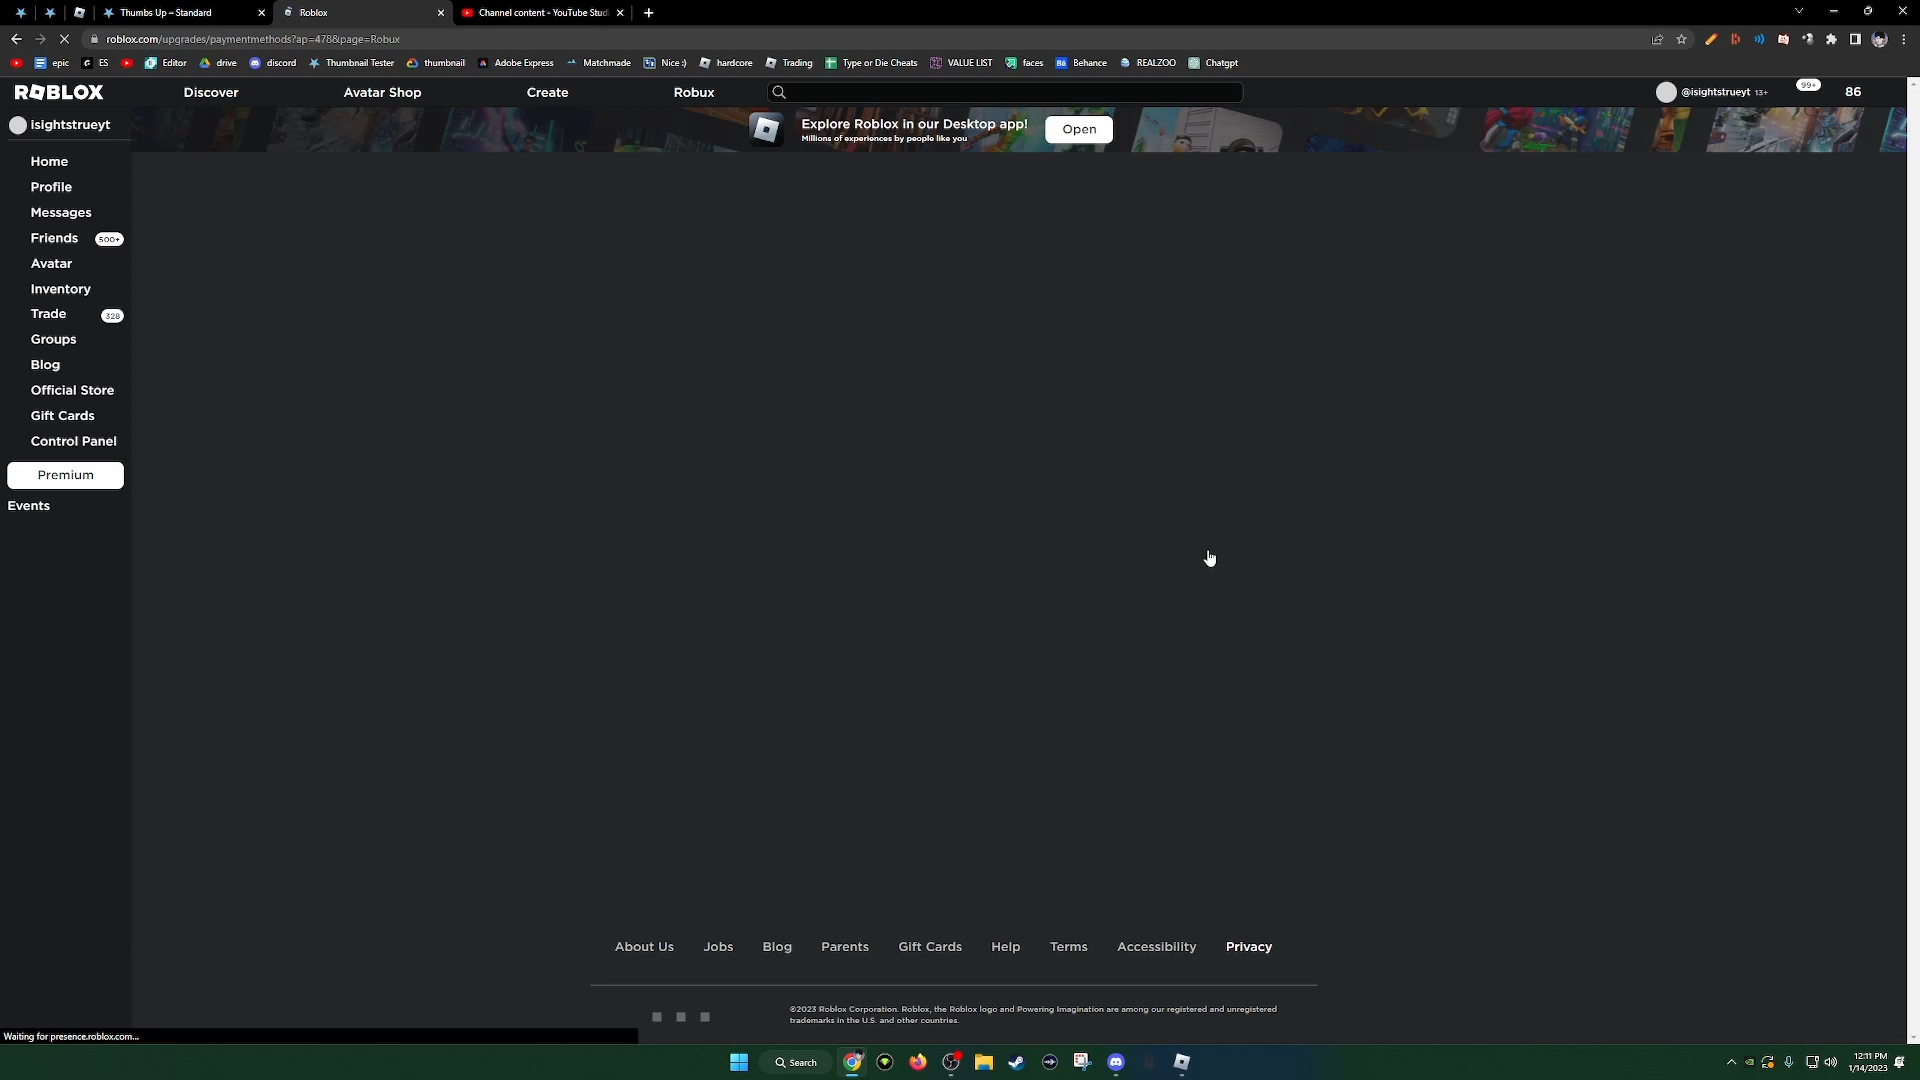 Thumbs Up – Standard
Roblox
Channel content - YouTube Stud
roblox.com/upgrades/paymentmethods?ap=478&page=Robux
epic
ES
Editor
drive
discord
Thumbnail Tester
thumbnail
Adobe Express
Matchmade
Nice :)
hardcore
Trading
Type or Die Cheats
VALUE LIST
faces
Behance
REALZOO
Chatgpt
ROBLOX
Discover
Avatar Shop
Create
Robux
@isightstrueyt 13+
99+
86
isightstrueyt
Explore Roblox in our Desktop app!
Millions of experiences by people like you
Open
Home
Profile
Messages
Friends 500+
Avatar
Inventory
Trade 328
Groups
Blog
Official Store
Gift Cards
Control Panel
Premium
Events
About Us
Jobs
Blog
Parents
Gift Cards
Help
Terms
Accessibility
Privacy
©2023 Roblox Corporation. Roblox, the Roblox logo and Powering Imagination are among our registered and unregistered
trademarks in the U.S. and other countries.
Waiting for presence.roblox.com...
Search
12:11 PM
1/14/2023